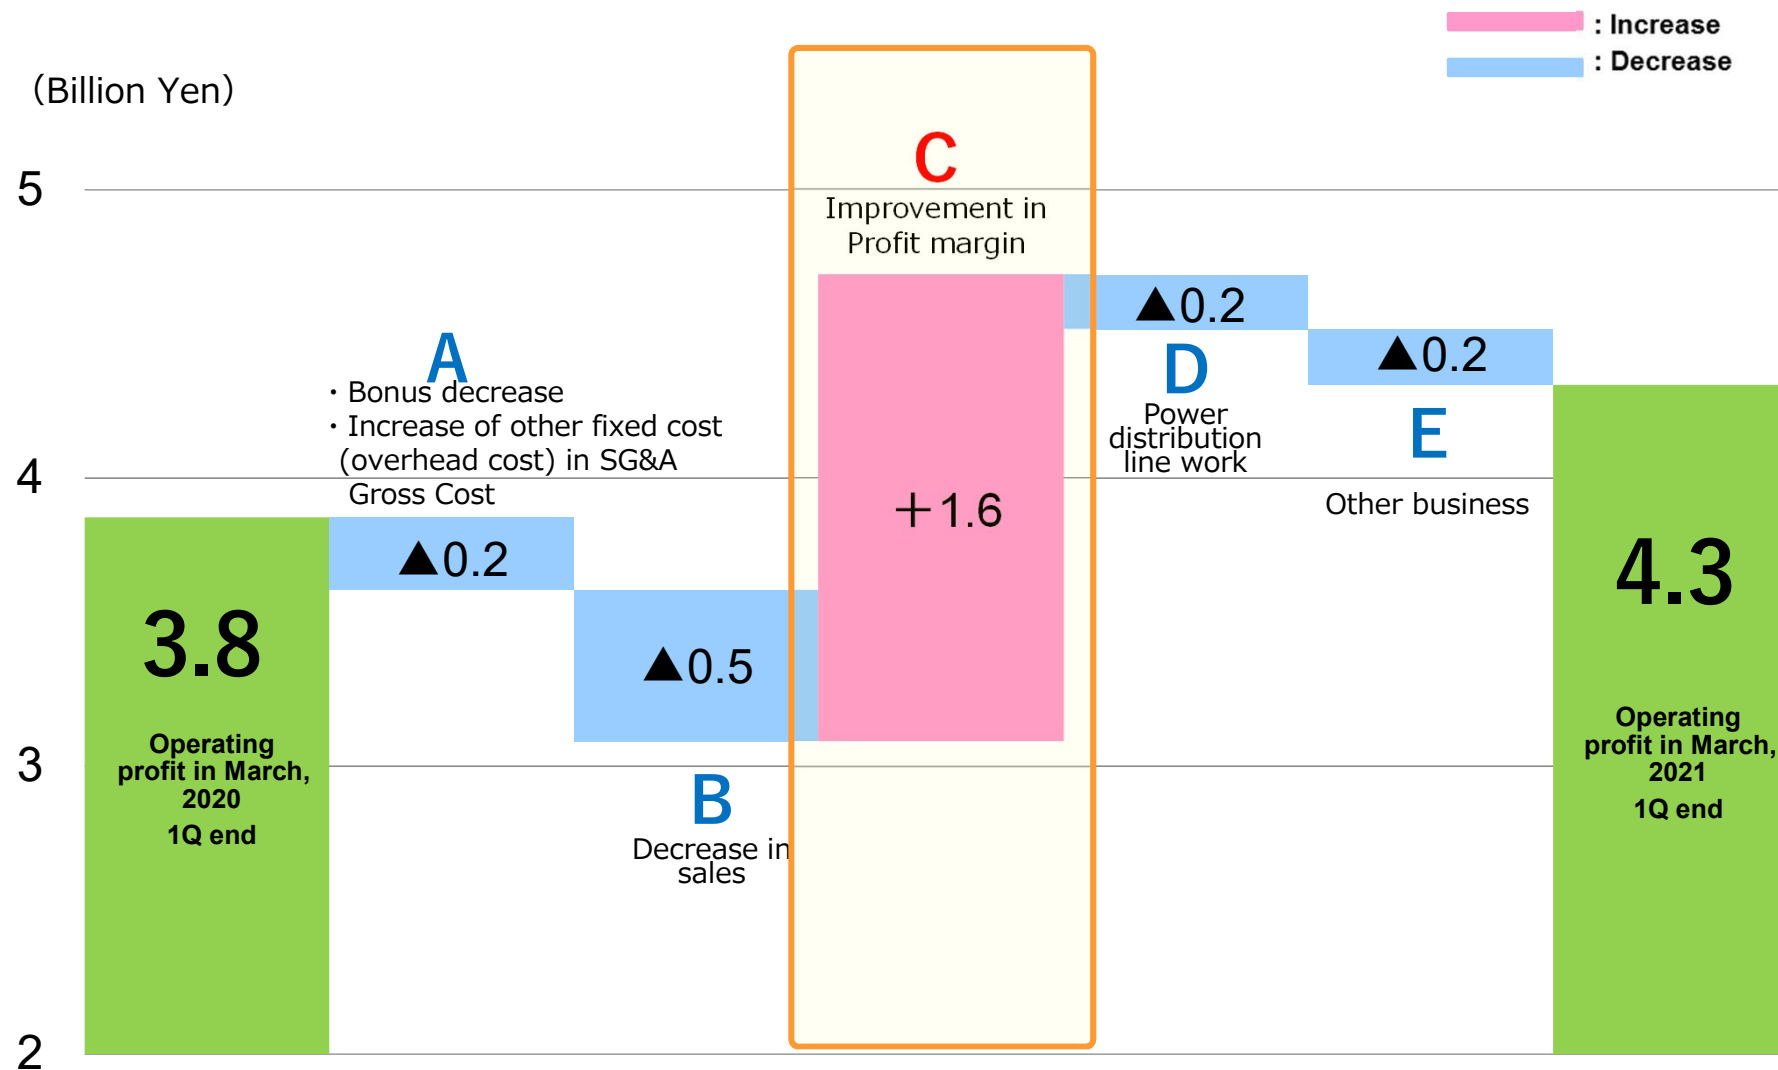 : Increase
: Decrease
（Billion Yen）
5
4
3
2
3.8
Operating
profit in March,
2020
1Q end
A
・Bonus decrease
・Increase of other fixed cost
(overhead cost) in SG&A
Gross Cost
▲0.2
▲0.5
B
Decrease in
sales
C
Improvement in
Profit margin
＋1.6
▲0.2
D
Power
distribution
line work
▲0.2
E
Other business
4.3
Operating
profit in March,
2021
1Q end